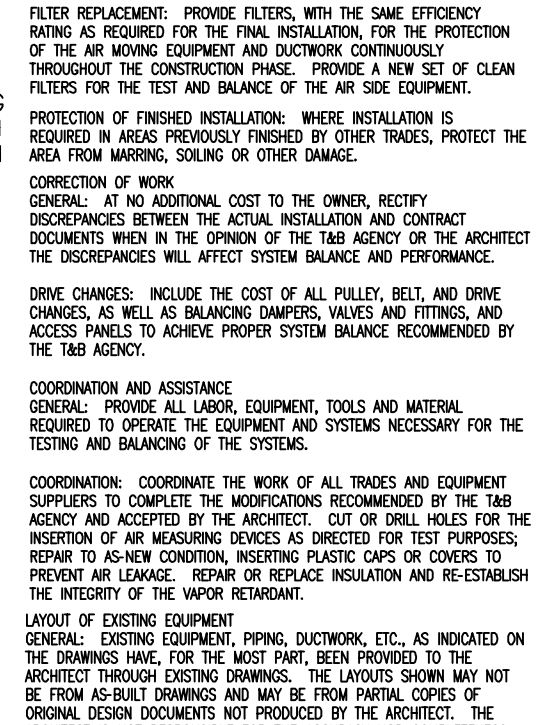 FILTER REPLACEMENT: PROVIDE FILTERS, WITH THE SAME EFFICIENCY
RATING AS REQUIRED FOR THE FINAL INSTALLATION, FOR THE PROTECTION
OF THE AIR MOVING EQUIPMENT AND DUCTWORK CONTINUOUSLY
THROUGHOUT THE CONSTRUCTION PHASE. PROVIDE A NEW SET OF CLEAN
FILTERS FOR THE TEST AND BALANCE OF THE AIR SIDE EQUIPMENT.
PROTECTION OF FINISHED INSTALLATION: WHERE INSTALLATION IS
REQUIRED IN AREAS PREVIOUSLY FINISHED BY OTHER TRADES, PROTECT THE
AREA FROM MARRING, SOILING OR OTHER DAMAGE.
CORRECTION OF WORK
GENERAL: AT NO ADDITIONAL COST TO THE OWNER, RECTIFY
DISCREPANCIES BETWEEN THE ACTUAL INSTALLATION AND CONTRACT
DOCUMENTS WHEN IN THE OPINION OF THE T&B AGENCY OR THE ARCHITECT
THE DISCREPANCIES WILL AFFECT SYSTEM BALANCE AND PERFORMANCE.
DRIVE CHANGES: INCLUDE THE COST OF ALL PULLEY, BELT, AND DRIVE
CHANGES, AS WELL AS BALANCING DAMPERS, VALVES AND FITTINGS, AND
ACCESS PANELS TO ACHIEVE PROPER SYSTEM BALANCE RECOMMENDED BY
THE T&B AGENCY.
COORDINATION AND ASSISTANCE
GENERAL: PROVIDE ALL LABOR, EQUIPMENT, TOOLS AND MATERIAL
REQUIRED TO OPERATE THE EQUIPMENT AND SYSTEMS NECESSARY FOR THE
TESTING AND BALANCING OF THE SYSTEMS.
COORDINATION: COORDINATE THE WORK OF ALL TRADES AND EQUIPMENT
SUPPLIERS TO COMPLETE THE MODIFICATIONS RECOMMENDED BY THE T&B
AGENCY AND ACCEPTED BY THE ARCHITECT. CUT OR DRILL HOLES FOR THE
INSERTION OF AIR MEASURING DEVICES AS DIRECTED FOR TEST PURPOSES;
REPAIR TO AS-NEW CONDITION, INSERTING PLASTIC CAPS OR COVERS TO
PREVENT AIR LEAKAGE. REPAIR OR REPLACE INSULATION AND RE-ESTABLISH
THE INTEGRITY OF THE VAPOR RETARDANT.
LAYOUT OF EXISTING EQUIPMENT
GENERAL: EXISTING EQUIPMENT, PIPING, DUCTWORK, ETC., AS INDICATED ON
THE DRAWINGS HAVE, FOR THE MOST PART, BEEN PROVIDED TO THE
ARCHITECT THROUGH EXISTING DRAWINGS. THE LAYOUTS SHOWN MAY NOT
BE FROM AS-BUILT DRAWINGS AND MAY BE FROM PARTIAL COPIES OF
ORIGINAL DESIGN DOCUMENTS NOT PRODUCED BY THE ARCHITECT. THE